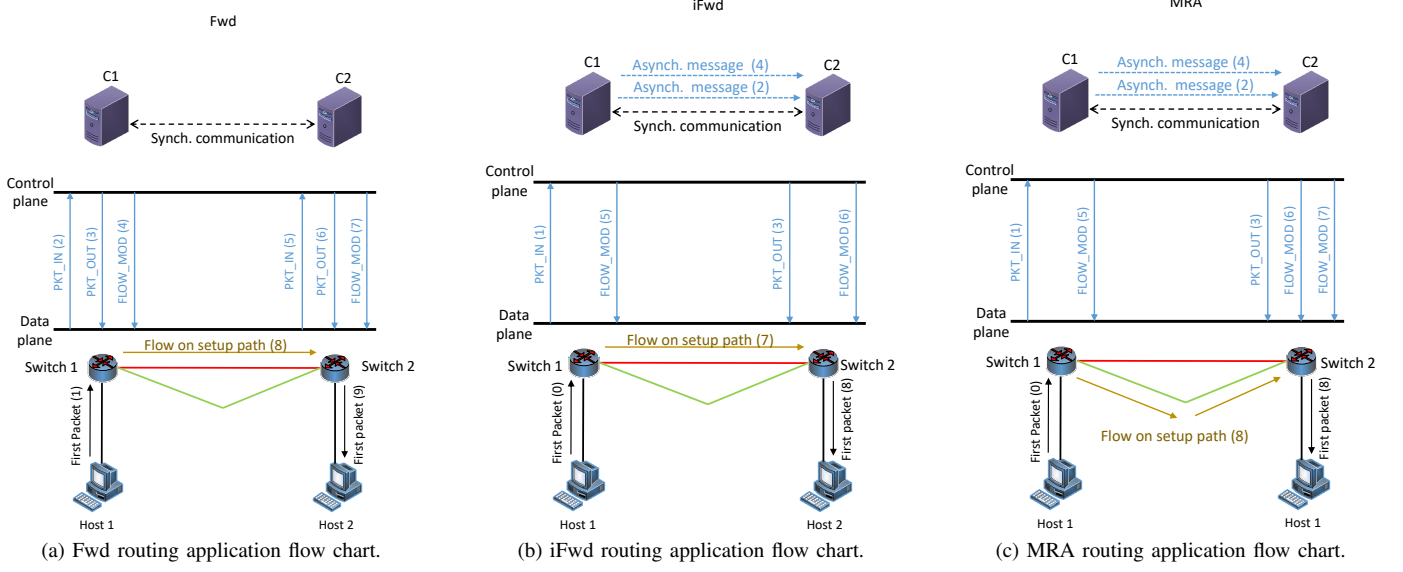 Fwd
C1
C2
Synch. communication
Control
plane
PKT_IN (2)
PKT_OUT (3)
FLOW_MOD (4)
PKT_IN (5)
PKT_OUT (6)
FLOW_MOD (7)
Data
plane
Flow on setup path (8)
Switch 1
Switch 2
First Packet (1)
First packet (9)
Host 1
Host 2
(a) Fwd routing application flow chart.
iFwd
C1
Asynch. message (4)
C2
Asynch. message (2)
Synch. communication
Control
plane
PKT_IN (1)
FLOW_MOD (5)
PKT_OUT (3)
FLOW_MOD (6)
Data
plane
Flow on setup path (7)
Switch 1
Switch 2
First Packet (0)
First packet (8)
Host 1
Host 2
(b) iFwd routing application flow chart.
MRA
C1
Asynch. message (4)
C2
Asynch. message (2)
Synch. communication
Control
plane
PKT_IN (1)
FLOW_MOD (5)
PKT_OUT (3)
FLOW_MOD (6)
FLOW_MOD (7)
Data
plane
Switch 1
Switch 2
First Packet (0)
First packet (8)
Flow on setup path (8)
Host 1
Host 1
(c) MRA routing application flow chart.